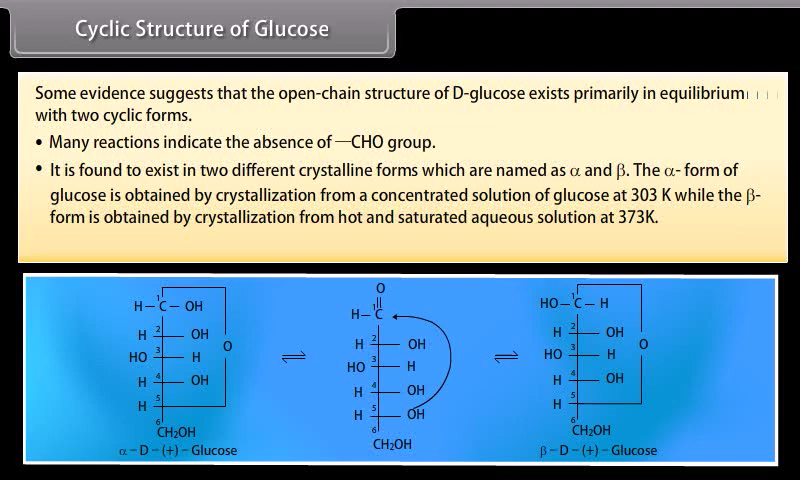 Cyclic Structure of Glucose
Some evidence suggests that the open-chain structure of D-glucose exists primarily in equilibrium
with two cyclic forms.
• Many reactions indicate the absence of —CHO group.
• It is found to exist in two different crystalline forms which are named as α and β. The α- form of
glucose is obtained by crystallization from a concentrated solution of glucose at 303 K while the β-
form is obtained by crystallization from hot and saturated aqueous solution at 373K.
H – ¹C – OH
H 2 OH
HO 3 H
H 4 OH
H 5
O
6
CH₂OH
α – D – (+) – Glucose
⇌
O
H – ¹C
H 2 OH
HO 3 H
H 4 OH
H 5 OH
6
CH₂OH
⇌
HO – ¹C – H
H 2 OH
HO 3 H
H 4 OH
H 5
O
6
CH₂OH
β – D – (+) – Glucose